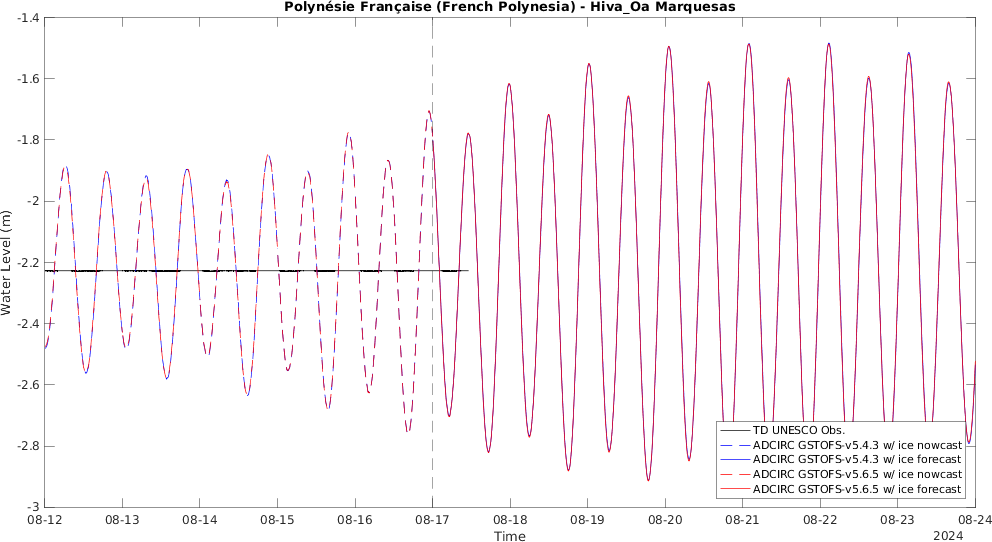 Polynésie Française (French Polynesia) - Hiva_Oa Marquesas
Water Level (m)
-1.4
-1.6
-1.8
-2
-2.2
-2.4
-2.6
-2.8
-3
TD UNESCO Obs.
ADCIRC GSTOFS-v5.4.3 w/ ice nowcast
ADCIRC GSTOFS-v5.4.3 w/ ice forecast
ADCIRC GSTOFS-v5.6.5 w/ ice nowcast
ADCIRC GSTOFS-v5.6.5 w/ ice forecast
08-12 08-13 08-14 08-15 08-16 08-17 08-18 08-19 08-20 08-21 08-22 08-23 08-24
Time
2024